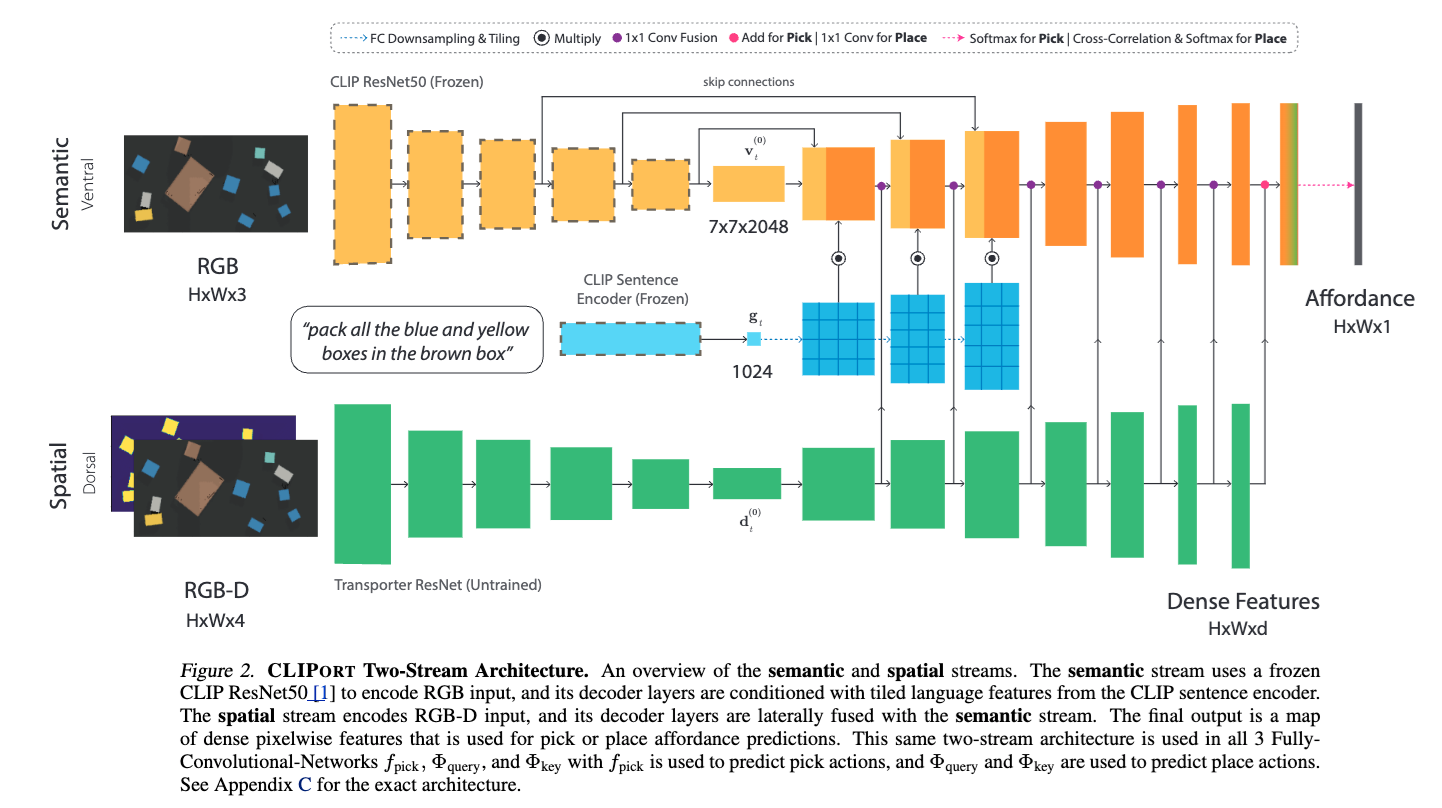 FC Downsampling & Tiling Multiply 1x1 Conv Fusion Add for Pick | 1x1 Conv for Place Softmax for Pick | Cross-Correlation & Softmax for Place
CLIP ResNet50 (Frozen)
skip connections
Semantic
Ventral
v_t^(0)
7x7x2048
RGB
HxWx3
CLIP Sentence
Encoder (Frozen)
Affordance
HxWx1
"pack all the blue and yellow
boxes in the brown box"
g_t
1024
Spatial
Dorsal
d_t^(0)
RGB-D
HxWx4
Transporter ResNet (Untrained)
Dense Features
HxWxd
Figure 2. CLIPORT Two-Stream Architecture. An overview of the semantic and spatial streams. The semantic stream uses a frozen
CLIP ResNet50 [1] to encode RGB input, and its decoder layers are conditioned with tiled language features from the CLIP sentence encoder.
The spatial stream encodes RGB-D input, and its decoder layers are laterally fused with the semantic stream. The final output is a map
of dense pixelwise features that is used for pick or place affordance predictions. This same two-stream architecture is used in all 3 Fully-
Convolutional-Networks f_pick, Φ_query, and Φ_key with f_pick is used to predict pick actions, and Φ_query and Φ_key are used to predict place actions.
See Appendix C for the exact architecture.